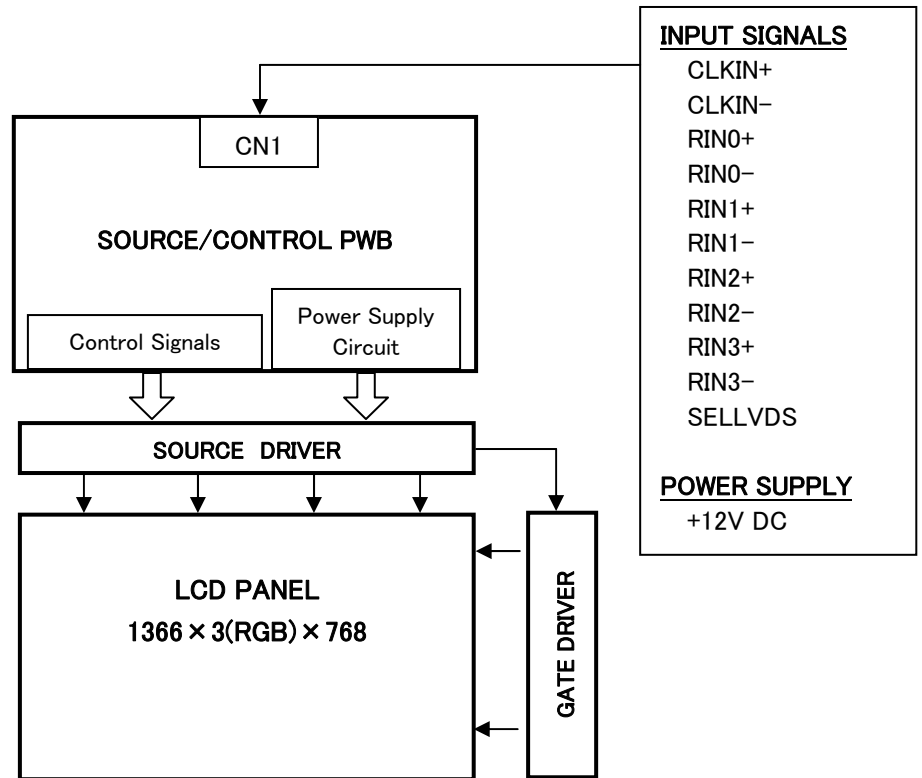 INPUT SIGNALS
CLKIN+
CLKIN-
RIN0+
RIN0-
RIN1+
RIN1-
RIN2+
RIN2-
RIN3+
RIN3-
SELLVDS
POWER SUPPLY
+12V DC
CN1
SOURCE/CONTROL PWB
Control Signals
Power Supply
Circuit
SOURCE DRIVER
LCD PANEL
1366×3(RGB)×768
GATE DRIVER